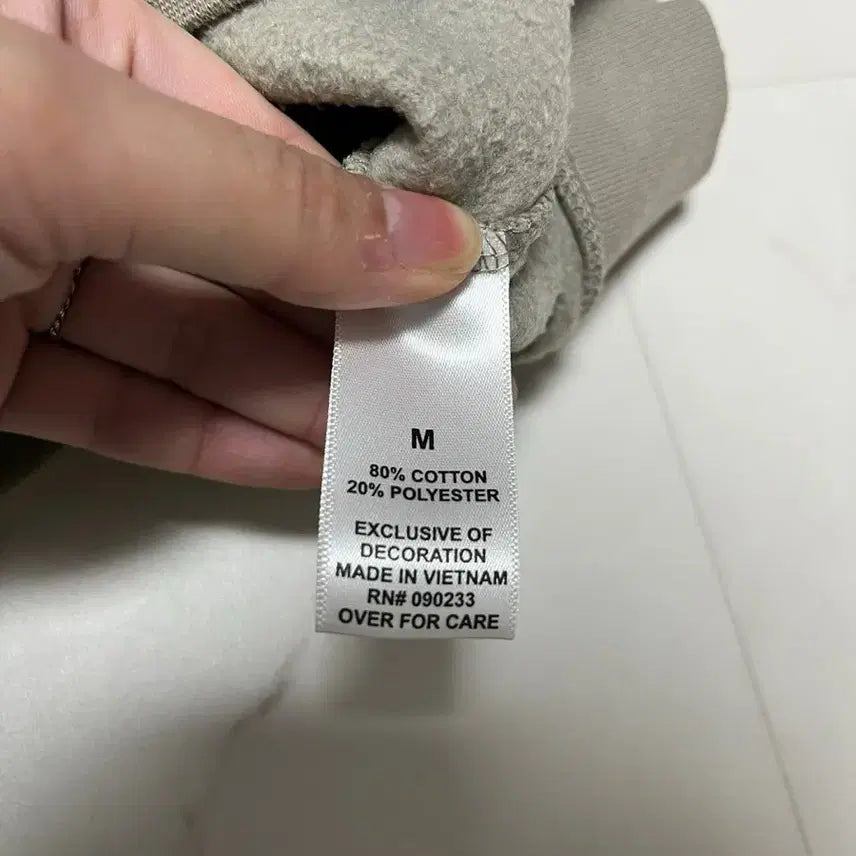 M
80% COTTON
20% POLYESTER
EXCLUSIVE OF
DECORATION
MADE IN VIETNAM
RN# 090233
OVER FOR CARE